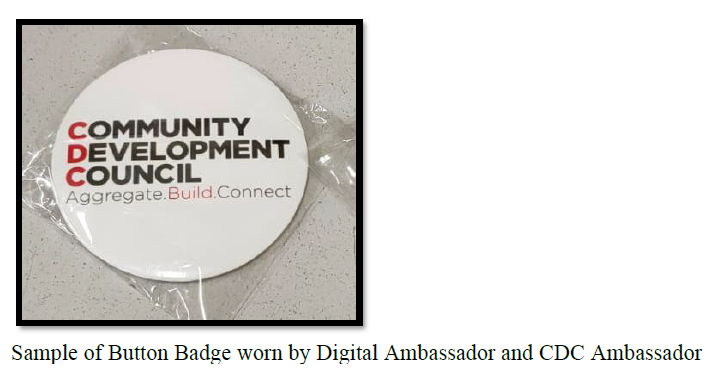 COMMUNITY
DEVELOPMENT
COUNCIL
Aggregate.Build.Connect
Sample of Button Badge worn by Digital Ambassador and CDC Ambassador